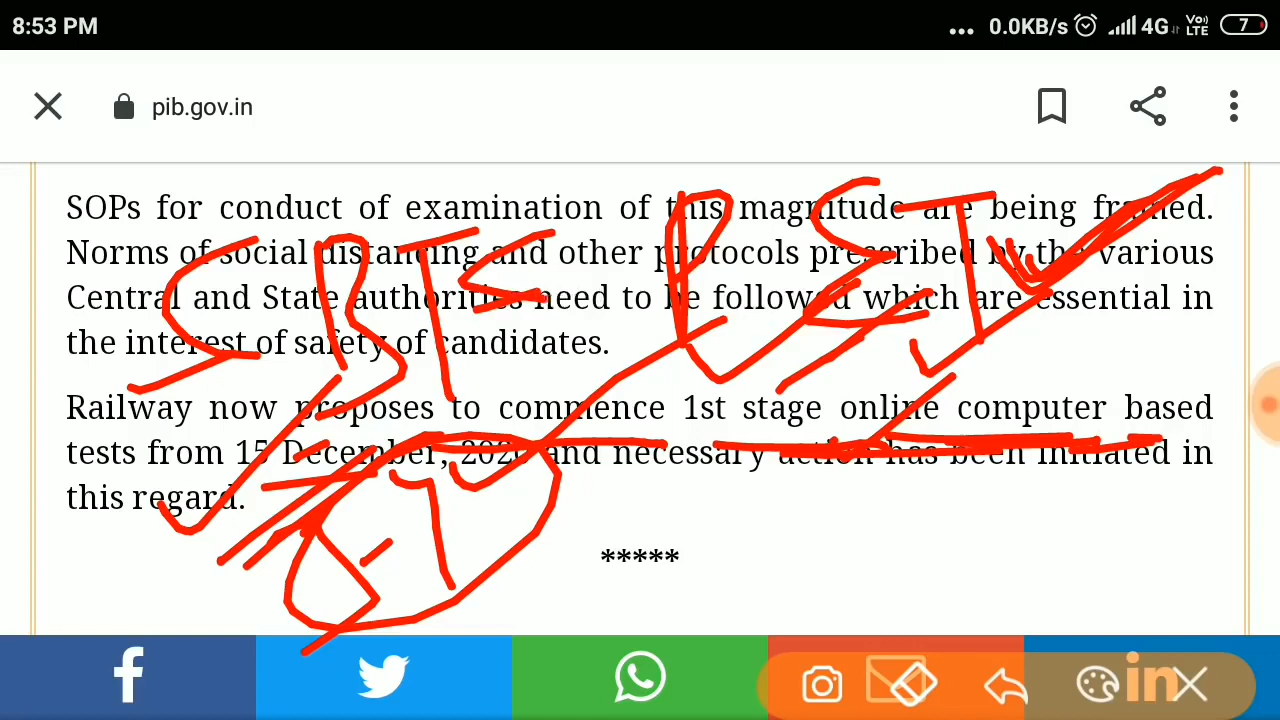 8:53 PM ... 0.0KB/s 4G Vo) LTE 7
pib.gov.in
SOPs for conduct of examination of this magnitude are being framed.
Norms of social distancing and other protocols prescribed by the various
Central and State authorities need to be followed which are essential in
the interest of safety of candidates.
Railway now proposes to commence 1st stage online computer based
tests from 15 December, 2020 and necessary action has been initiated in
this regard.
*****
f in